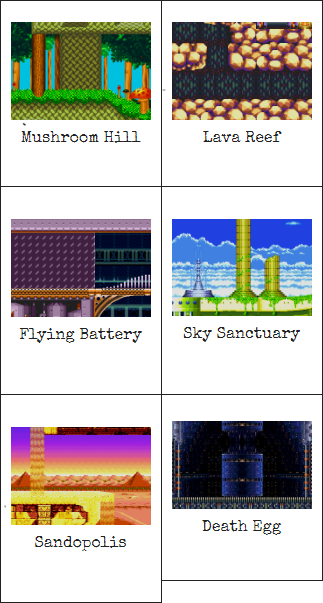 Mushroom Hill
Lava Reef
Flying Battery
Sky Sanctuary
Sandopolis
Death Egg